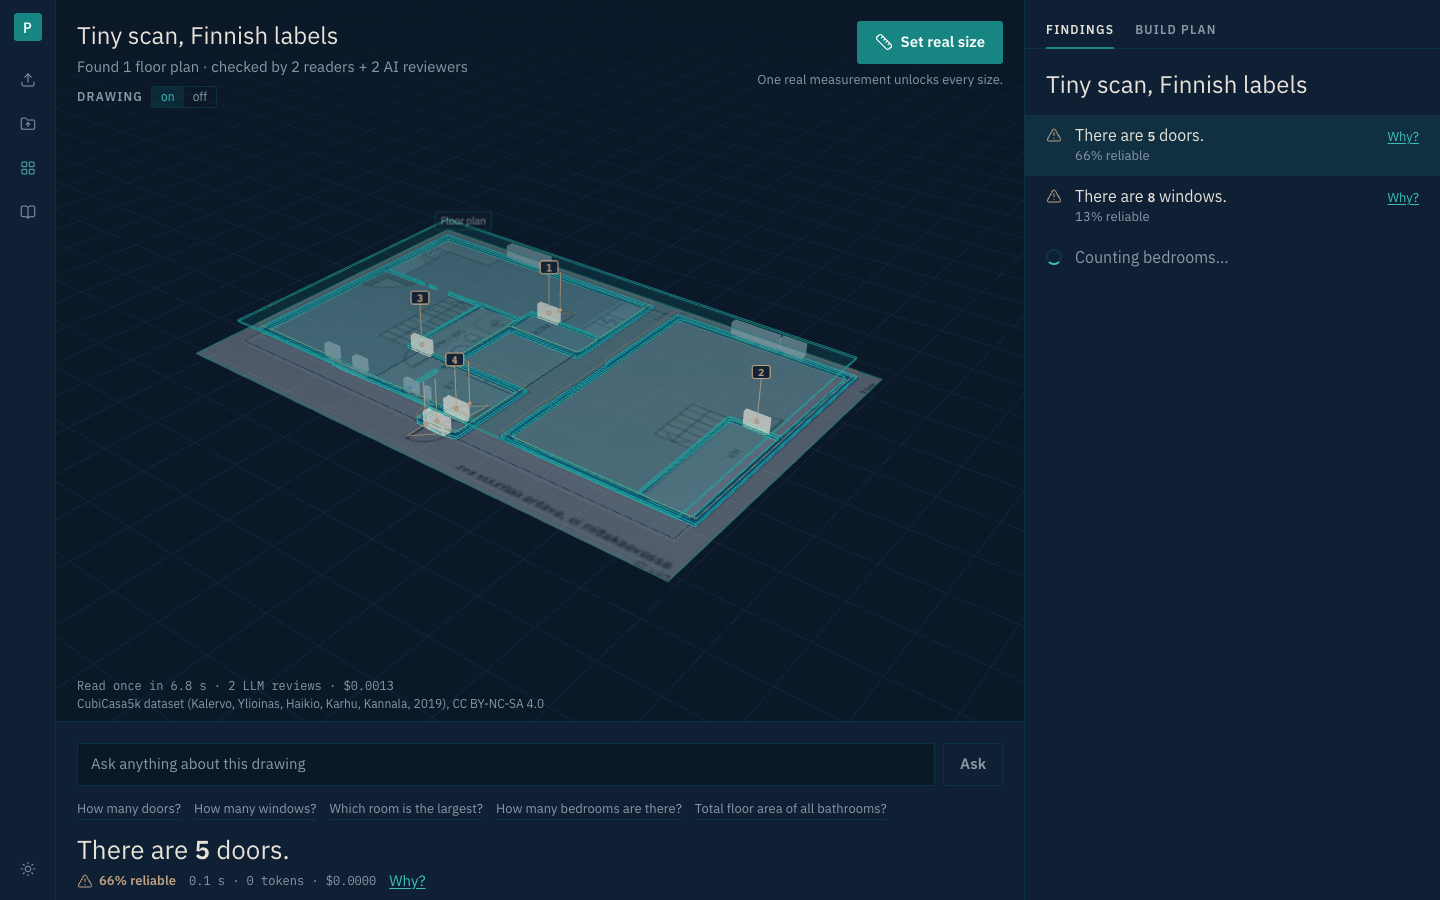 P
Tiny scan, Finnish labels
Found 1 floor plan · checked by 2 readers + 2 AI reviewers
DRAWING on off
Set real size
One real measurement unlocks every size.
Floor plan
1
3
4
2
Read once in 6.8 s · 2 LLM reviews · $0.0013
CubiCasa5k dataset (Kalervo, Ylioinas, Haikio, Karhu, Kannala, 2019), CC BY-NC-SA 4.0
Ask anything about this drawing
Ask
How many doors? How many windows? Which room is the largest? How many bedrooms are there? Total floor area of all bathrooms?
There are 5 doors.
66% reliable 0.1 s · 0 tokens · $0.0000 Why?
FINDINGS BUILD PLAN
Tiny scan, Finnish labels
There are 5 doors. Why?
66% reliable
There are 8 windows. Why?
13% reliable
Counting bedrooms...